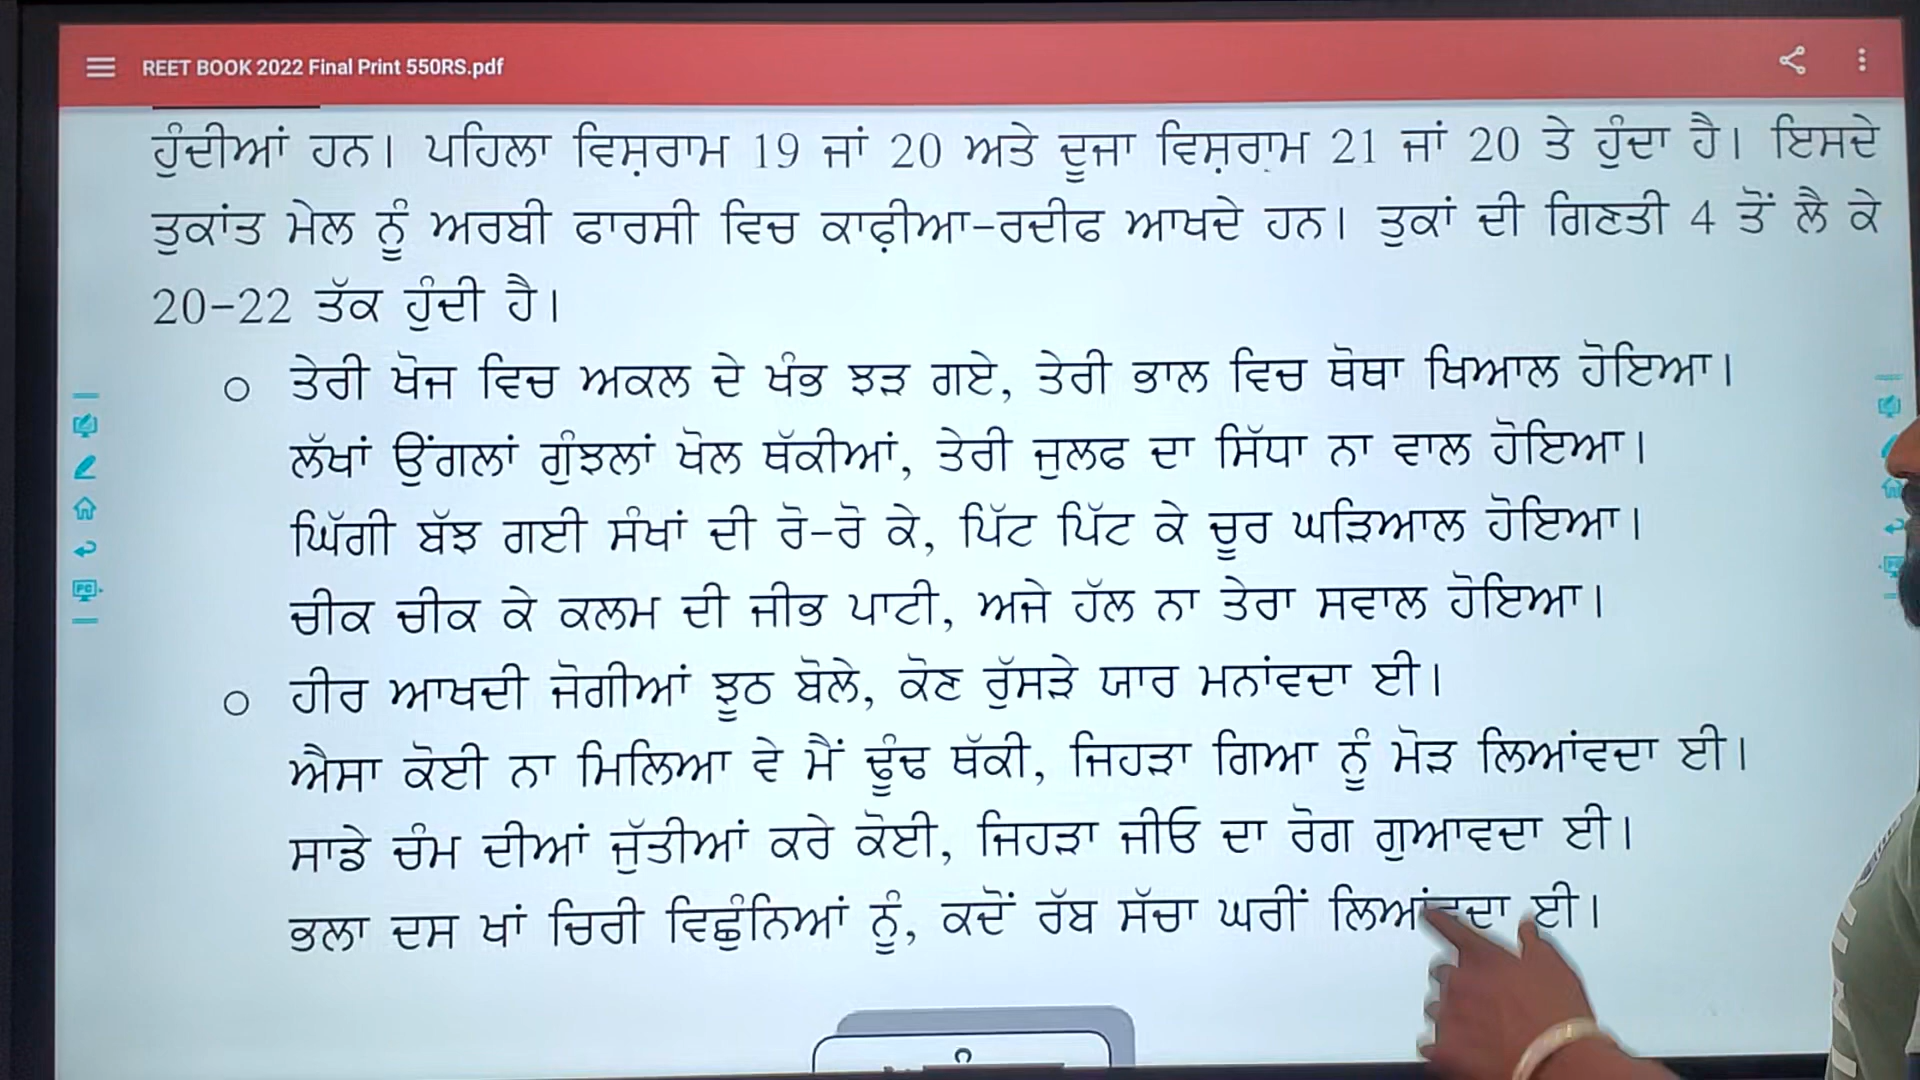 REET BOOK 2022 Final Print 550RS.pdf
ਹੁੰਦੀਆਂ ਹਨ। ਪਹਿਲਾ ਵਿਸ਼ਰਾਮ 19 ਜਾਂ 20 ਅਤੇ ਦੂਜਾ ਵਿਸ਼ਰਾਮ 21 ਜਾਂ 20 ਤੇ ਹੁੰਦਾ ਹੈ। ਇਸਦੇ
ਤੁਕਾਂਤ ਮੇਲ ਨੂੰ ਅਰਬੀ ਫਾਰਸੀ ਵਿਚ ਕਾਫ਼ੀਆ-ਰਦੀਫ ਆਖਦੇ ਹਨ। ਤੁਕਾਂ ਦੀ ਗਿਣਤੀ 4 ਤੋਂ ਲੈ ਕੇ
20-22 ਤੱਕ ਹੁੰਦੀ ਹੈ।
ਤੇਰੀ ਖੋਜ ਵਿਚ ਅਕਲ ਦੇ ਖੰਭ ਝੜ ਗਏ, ਤੇਰੀ ਭਾਲ ਵਿਚ ਥੋਥਾ ਖਿਆਲ ਹੋਇਆ।
ਲੱਖਾਂ ਉਂਗਲਾਂ ਗੁੰਝਲਾਂ ਖੋਲ ਥੱਕੀਆਂ, ਤੇਰੀ ਜੁਲਫ ਦਾ ਸਿੱਧਾ ਨਾ ਵਾਲ ਹੋਇਆ।
ਘਿੱਗੀ ਬੱਝ ਗਈ ਸੰਖਾਂ ਦੀ ਰੋ-ਰੋ ਕੇ, ਪਿੱਟ ਪਿੱਟ ਕੇ ਚੂਰ ਘੜਿਆਲ ਹੋਇਆ।
ਚੀਕ ਚੀਕ ਕੇ ਕਲਮ ਦੀ ਜੀਭ ਪਾਟੀ, ਅਜੇ ਹੱਲ ਨਾ ਤੇਰਾ ਸਵਾਲ ਹੋਇਆ।
ਹੀਰ ਆਖਦੀ ਜੋਗੀਆਂ ਝੂਠ ਬੋਲੇ, ਕੋਣ ਰੁੱਸੜੇ ਯਾਰ ਮਨਾਂਵਦਾ ਈ।
ਐਸਾ ਕੋਈ ਨਾ ਮਿਲਿਆ ਵੇ ਮੈਂ ਢੂੰਢ ਥੱਕੀ, ਜਿਹੜਾ ਗਿਆ ਨੂੰ ਮੋੜ ਲਿਆਂਵਦਾ ਈ।
ਸਾਡੇ ਚੰਮ ਦੀਆਂ ਜੁੱਤੀਆਂ ਕਰੇ ਕੋਈ, ਜਿਹੜਾ ਜੀਓ ਦਾ ਰੋਗ ਗੁਆਵਦਾ ਈ।
ਭਲਾ ਦਸ ਖਾਂ ਚਿਰੀ ਵਿਛੁੰਨਿਆਂ ਨੂੰ, ਕਦੋਂ ਰੱਬ ਸੱਚਾ ਘਰੀਂ ਲਿਆਂਵਦਾ ਈ।